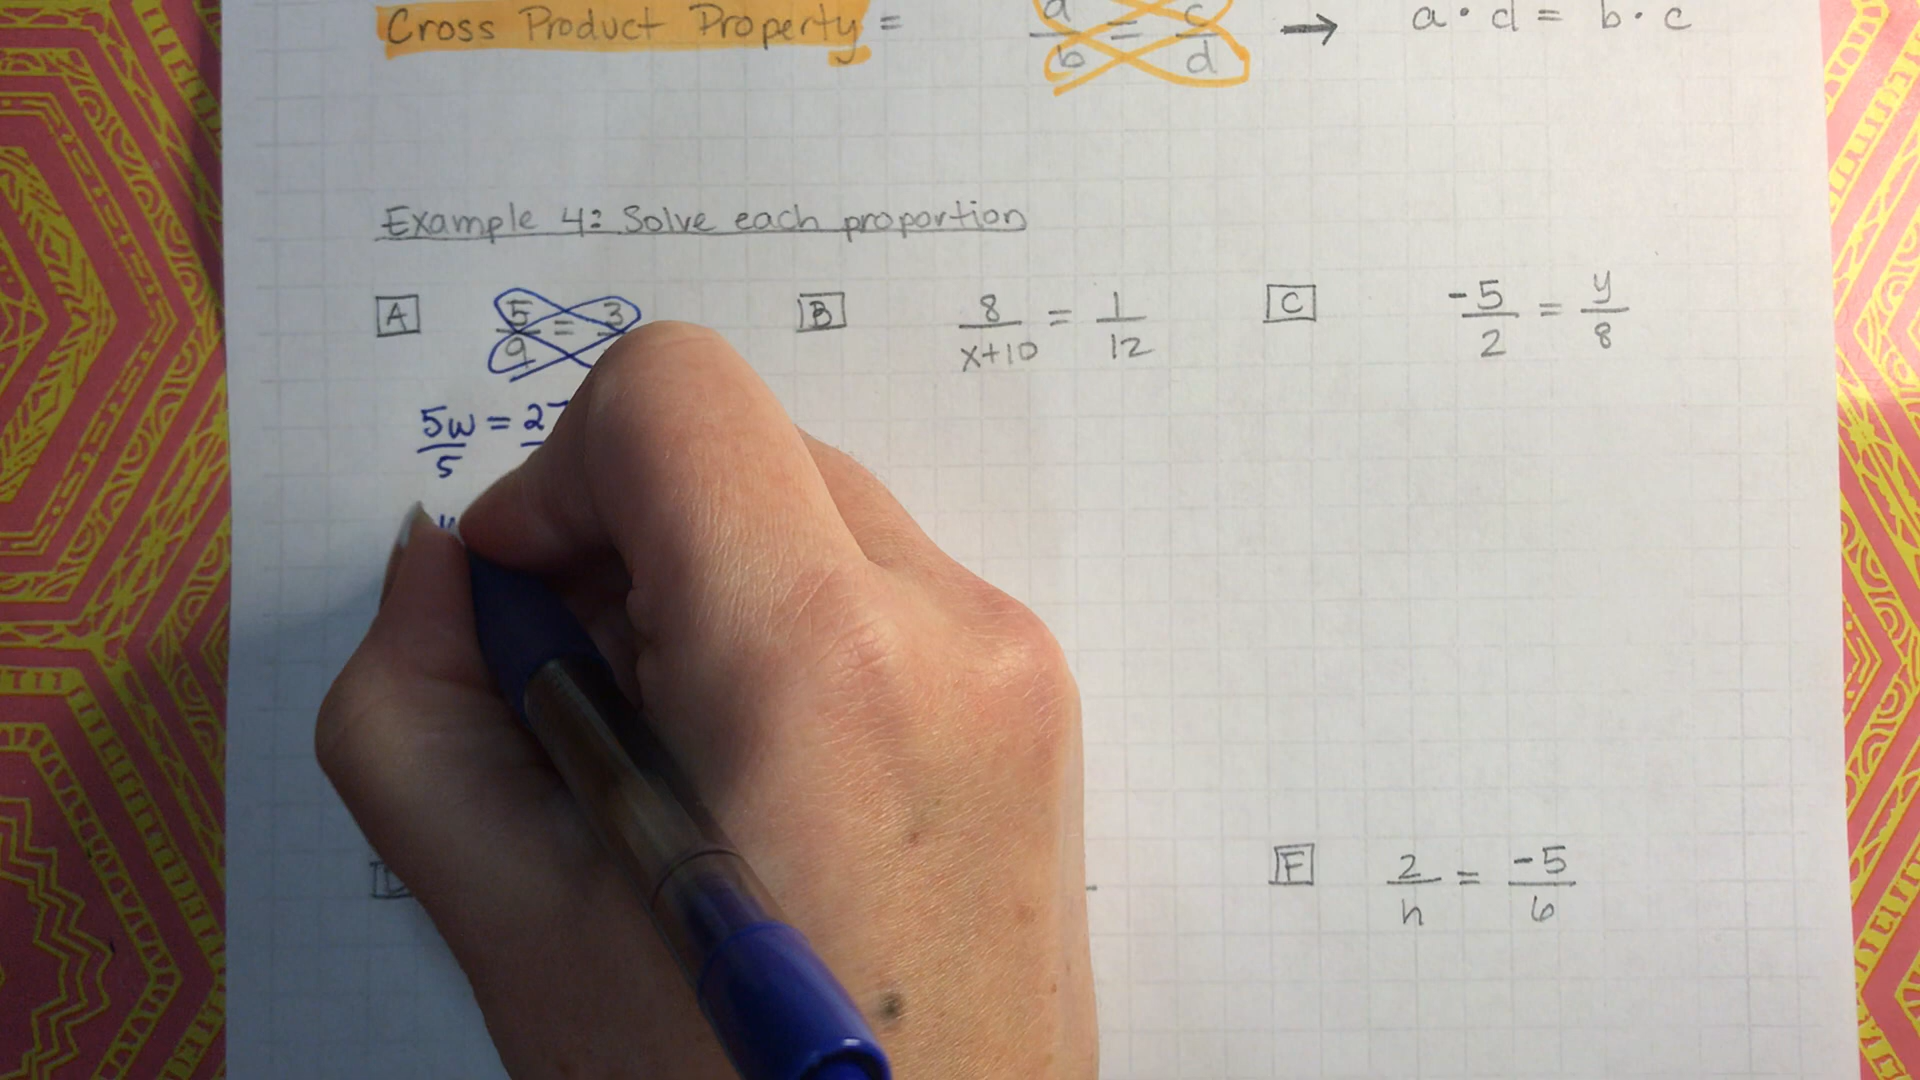 Cross Product Property = a/b = c/d → a · d = b · c
Example 4: Solve each proportion
A 5/9 = 3
B 8/x+10 = 1/12
C -5/2 = y/8
5w = 27
5
F 2/h = -5/6